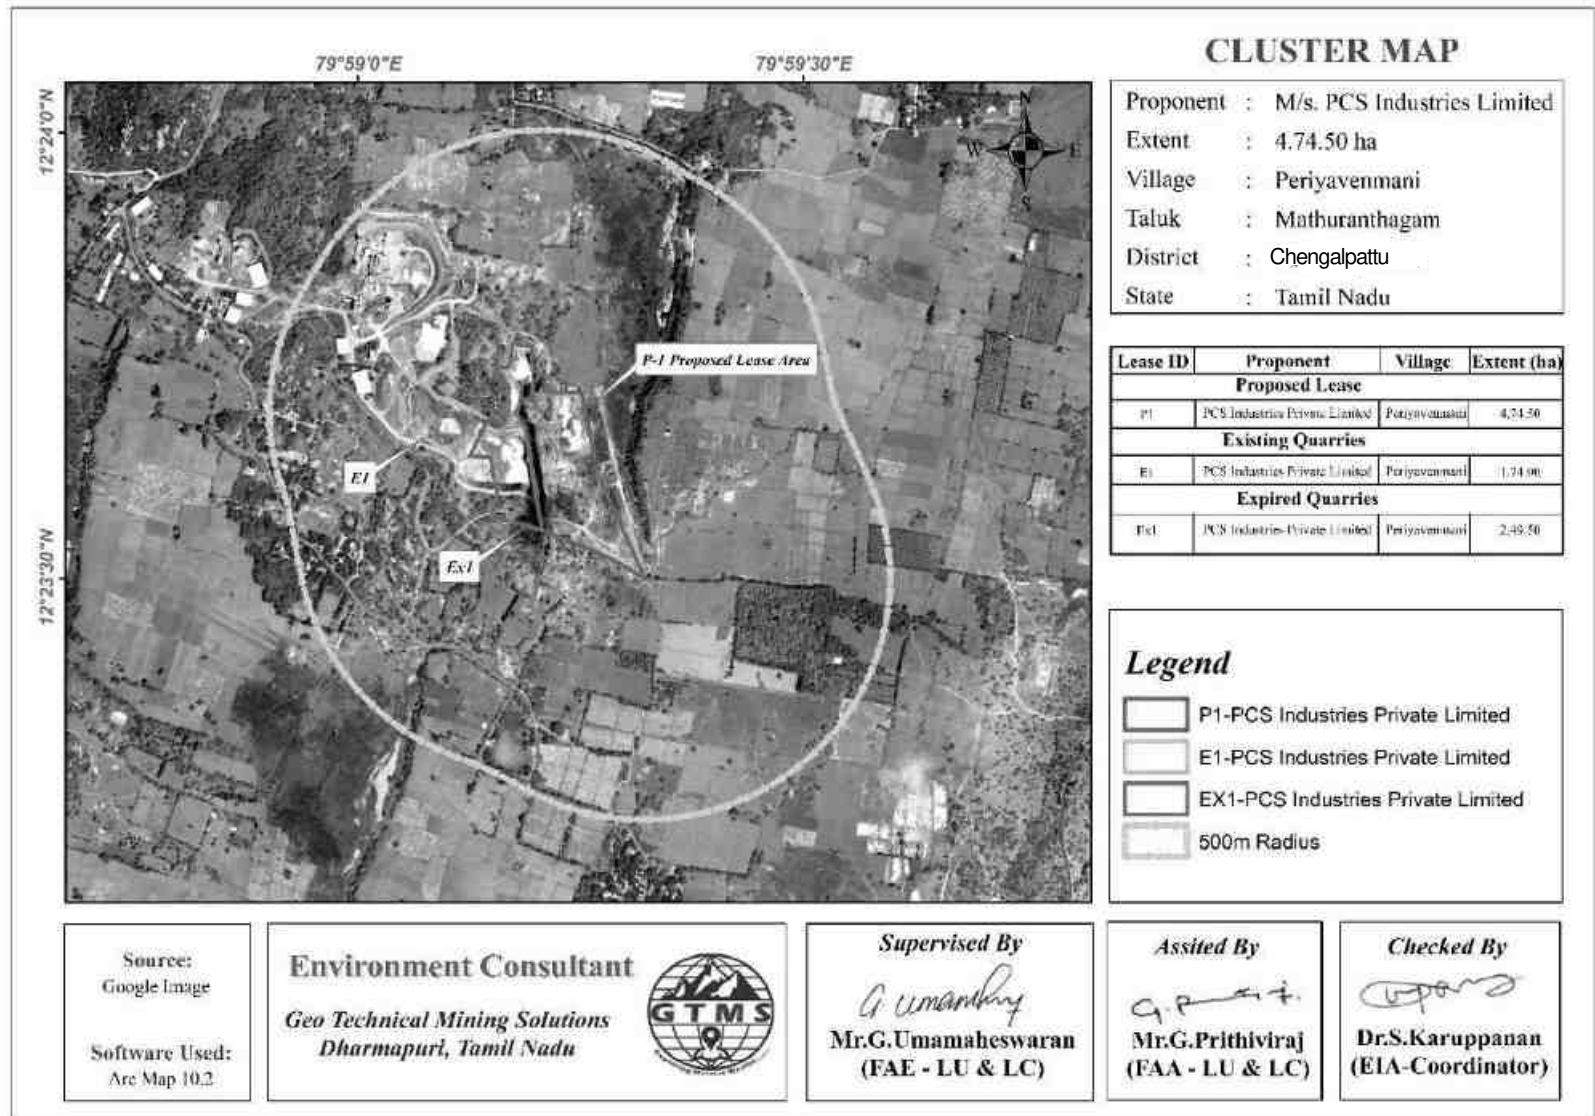 CLUSTER MAP
79°59'0"E
79°59'30"E
12°24'0"N
12°23'30"N
N
W
E
S
P-1 Proposed Lease Area
E1
Ex1
Proponent : M/s. PCS Industries Limited
Extent : 4.74.50 ha
Village : Periyavenmani
Taluk : Mathuranthagam
District : Chengalpattu
State : Tamil Nadu
Lease ID Proponent Village Extent (ha)
Proposed Lease
P1 PCS Industries Private Limited Periyavenmani 4.74.50
Existing Quarries
E1 PCS Industries Private Limited Periyavenmani 1.74.00
Expired Quarries
Ex1 PCS Industries Private Limited Periyavenmani 2.49.50
Legend
P1-PCS Industries Private Limited
E1-PCS Industries Private Limited
EX1-PCS Industries Private Limited
500m Radius
Source:
Google Image
Software Used:
Arc Map 10.2
Environment Consultant
Geo Technical Mining Solutions
Dharmapuri, Tamil Nadu
GTMS
Supervised By
Mr.G.Umamaheswaran
(FAE - LU & LC)
Assited By
Mr.G.Prithiviraj
(FAA - LU & LC)
Checked By
Dr.S.Karuppanan
(EIA-Coordinator)